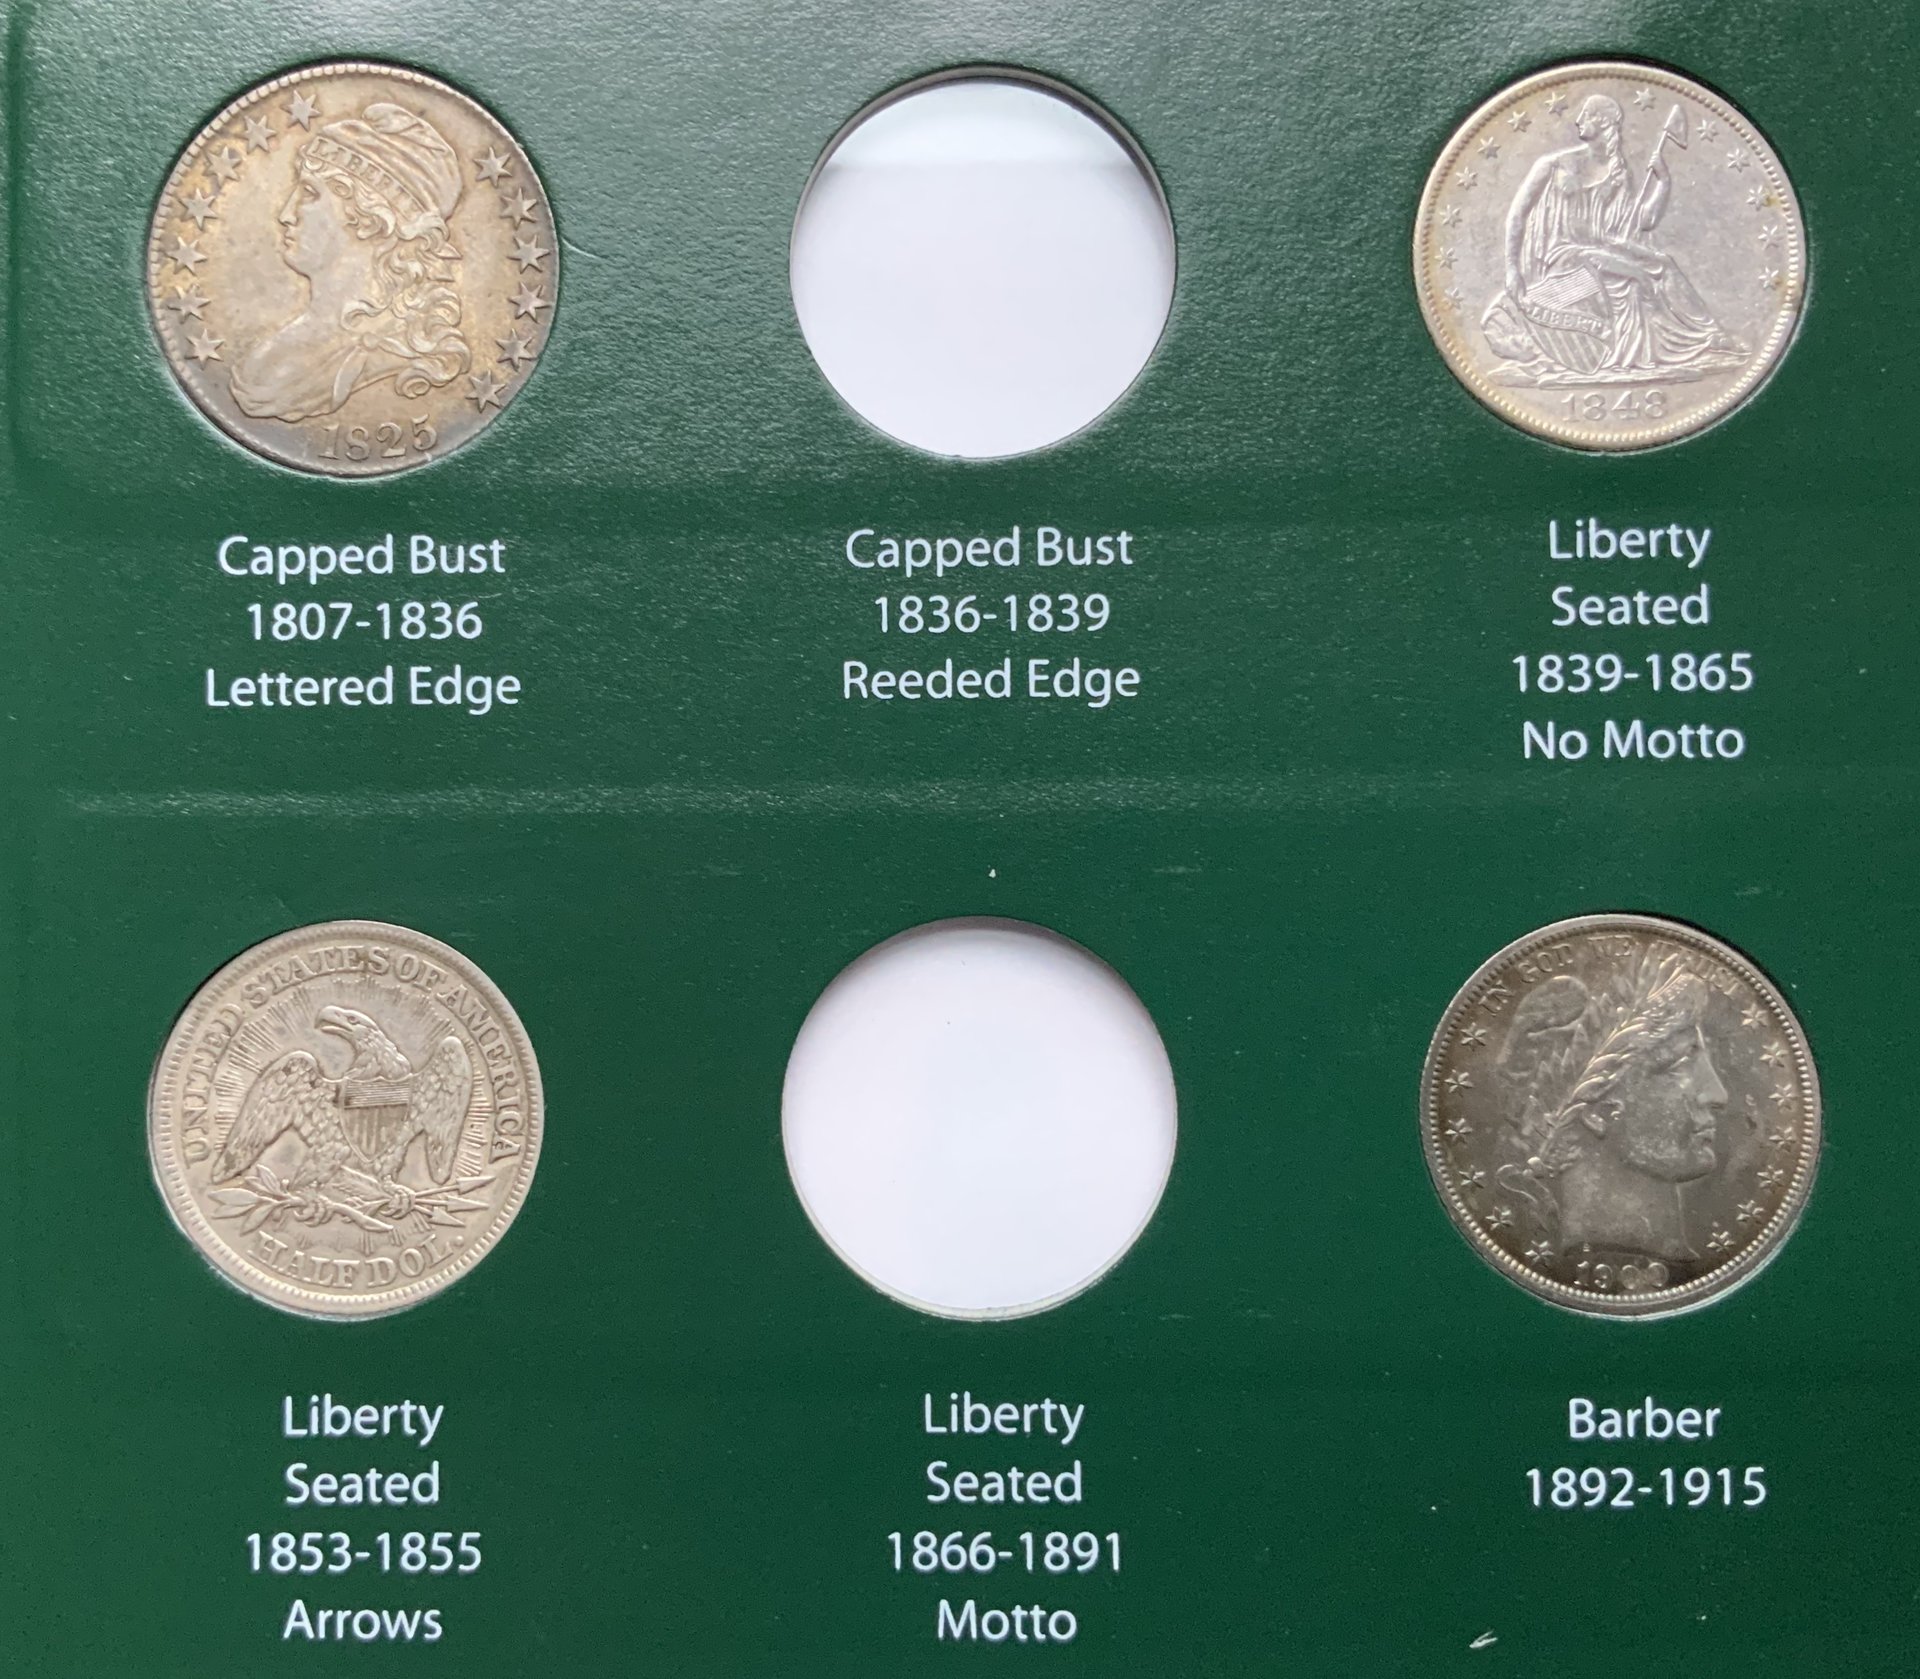 LIBERTY
1825
LIBERTY
1848
Capped Bust
1807-1836
Lettered Edge
Capped Bust
1836-1839
Reeded Edge
Liberty
Seated
1839-1865
No Motto
UNITED STATES OF AMERICA
HALF DOL.
IN GOD WE TRUST
1900
Liberty
Seated
1853-1855
Arrows
Liberty
Seated
1866-1891
Motto
Barber
1892-1915